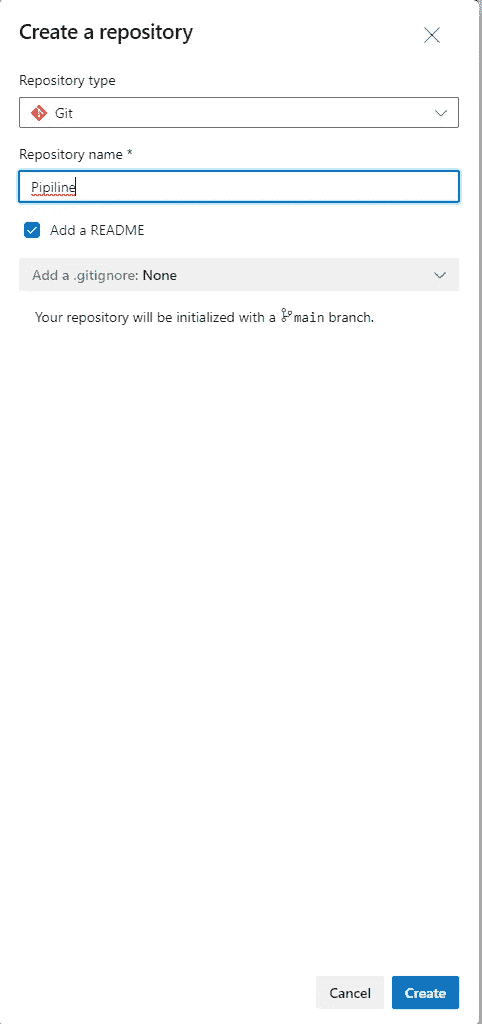 Create a repository
Repository type
Git
Repository name *
Pipiline
Add a README
Add a .gitignore: None
Your repository will be initialized with a main branch.
Cancel Create